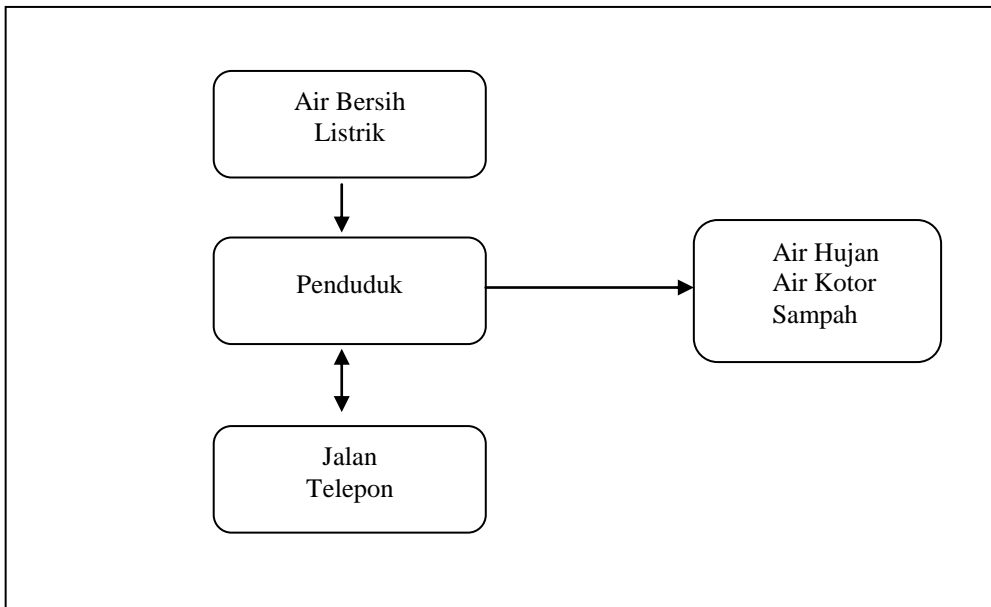 Air Bersih
Listrik
Penduduk
Air Hujan
Air Kotor
Sampah
Jalan
Telepon